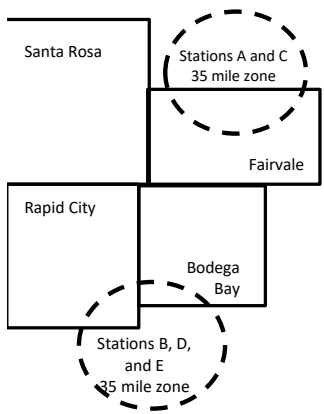 Santa Rosa
Stations A and C
35 mile zone
Fairvale
Rapid City
Bodega
Bay
Stations B, D,
and E
35 mile zone